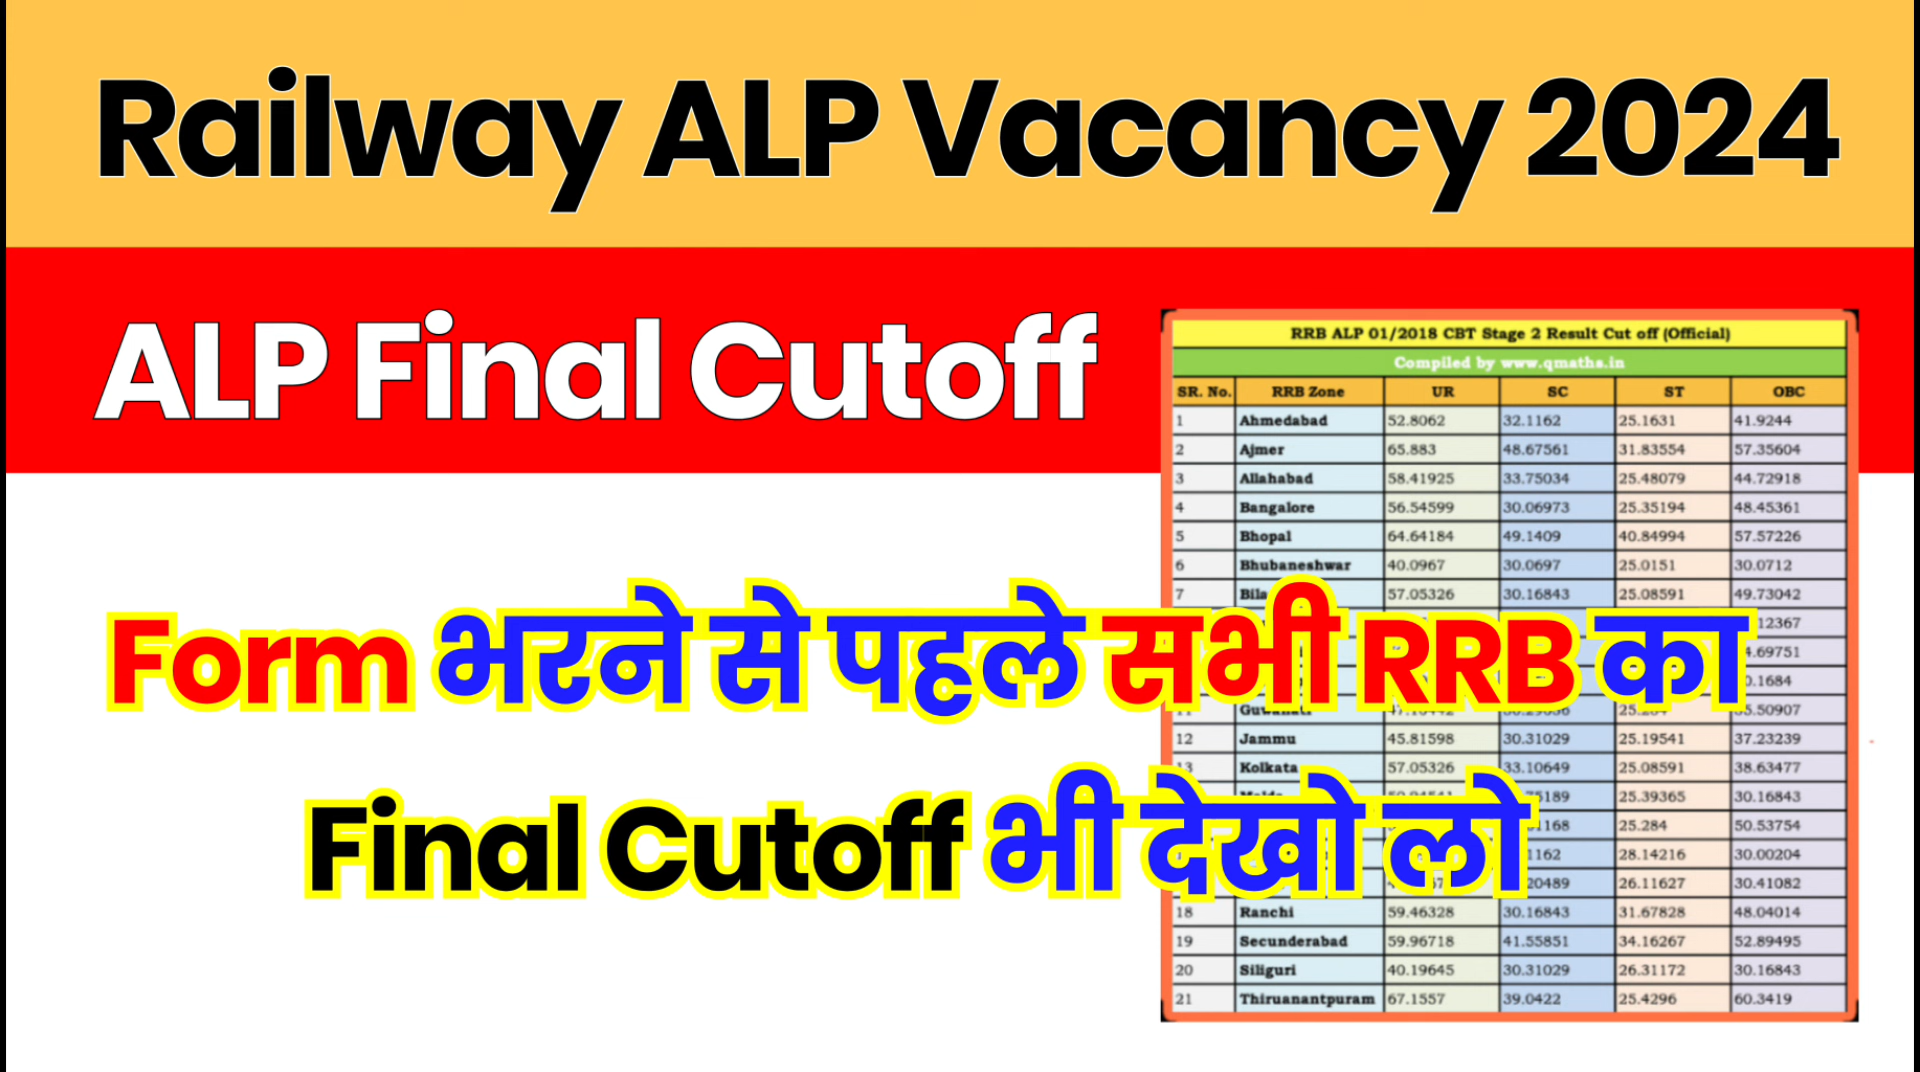 Railway ALP Vacancy 2024
ALP Final Cutoff
RRB ALP 01/2018 CBT Stage 2 Result Cut off (Official)
Compiled by www.qmaths.in
SR. No. RRB Zone UR SC ST OBC
1 Ahmedabad 52.8062 32.1162 25.1631 41.9244
2 Ajmer 65.883 48.67561 31.83554 57.35604
3 Allahabad 58.41925 33.75034 25.48079 44.72918
4 Bangalore 56.54599 30.06973 25.35194 48.45361
5 Bhopal 64.64184 49.1409 40.84994 57.57226
6 Bhubaneshwar 40.0967 30.0697 25.0151 30.0712
7 57.05326 30.16843 25.08591 49.73042
Form भरने से पहले सभी RRB का
12 Jammu 45.81598 30.31029 25.19541 37.23239
13 Kolkata 57.05326 33.10649 25.08591 38.63477
25.39365 30.16843
25.284 50.53754
28.14216 30.00204
26.11627 30.41082
Final Cutoff भी देखो लो
18 Ranchi 59.46328 30.16843 31.67828 48.04014
19 Secunderabad 59.96718 41.55851 34.16267 52.89495
20 Siliguri 40.19645 30.31029 26.31172 30.16843
21 Thiruanantpuram 67.1557 39.0422 25.4296 60.3419